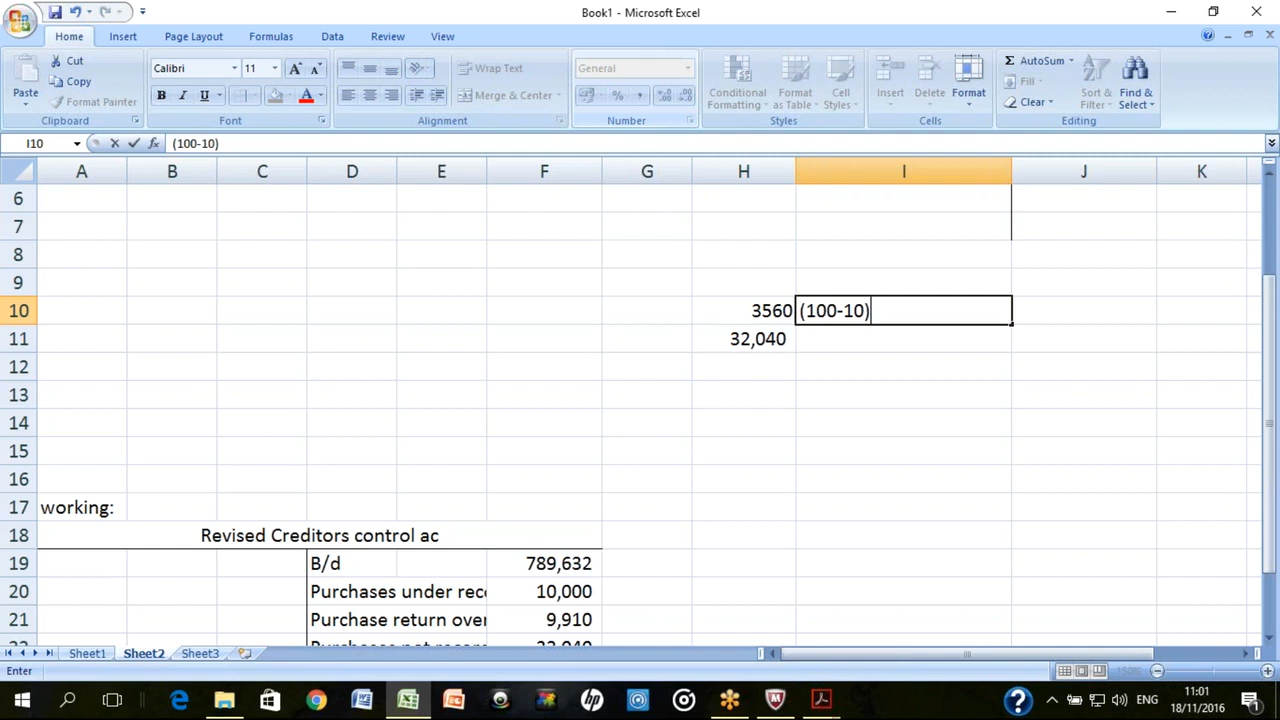 Book1 - Microsoft Excel
Home Insert Page Layout Formulas Data Review View
Paste Cut Copy Format Painter Clipboard
Calibri 11 A A B I U A Font
Wrap Text Merge & Center Alignment
General % , Number
Conditional Formatting Format as Table Cell Styles Styles
Insert Delete Format Cells
Σ AutoSum Fill Clear Sort & Filter Find & Select Editing
I10 fx (100-10)
A B C D E F G H I J K
6
7
8
9
10 3560 (100-10)
11 32,040
12
13
14
15
16
17 working:
18 Revised Creditors control ac
19 B/d 789,632
20 Purchases under reco 10,000
21 Purchase return over 9,910
Sheet1 Sheet2 Sheet3
Enter
ENG 11:01
18/11/2016